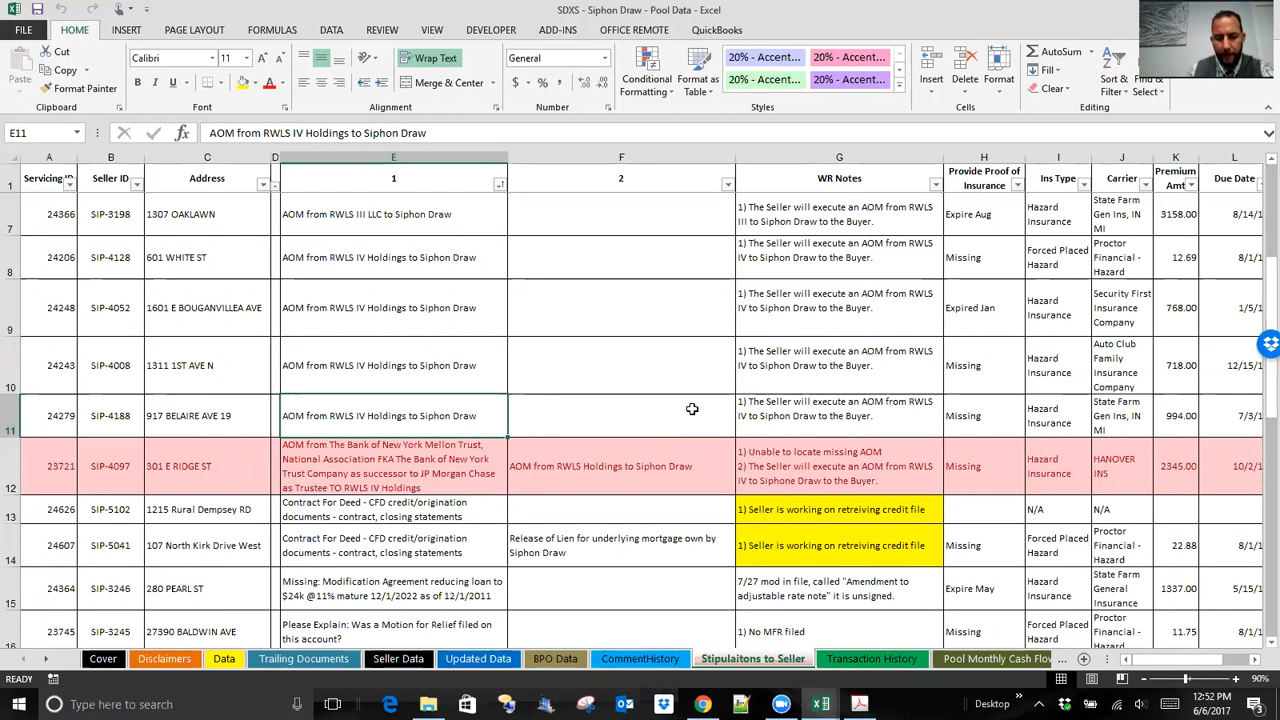 SDXS - Siphon Draw - Pool Data - Excel
FILE HOME INSERT PAGE LAYOUT FORMULAS DATA REVIEW VIEW DEVELOPER ADD-INS OFFICE REMOTE QuickBooks
Paste Cut Copy Format Painter Clipboard
Calibri 11 B I U Font
Wrap Text Merge & Center Alignment
General $ % , Number
Conditional Formatting Format as Table
20% - Accent... 20% - Accent...
20% - Accent... 20% - Accent...
Styles
Insert Delete Format Cells
AutoSum Fill Clear Sort & Filter Find & Select Editing
E11 fx AOM from RWLS IV Holdings to Siphon Draw
A B C D E F G H I J K L
1 Servicing ID Seller ID Address 1 2 WR Notes Provide Proof of Insurance Ins Type Carrier Premium Amt Due Date
7 24366 SIP-3198 1307 OAKLAWN AOM from RWLS III LLC to Siphon Draw 1) The Seller will execute an AOM from RWLS III to Siphon Draw to the Buyer. Expire Aug Hazard Insurance State Farm Gen Ins, IN MI 3158.00 8/14/1
8 24206 SIP-4128 601 WHITE ST AOM from RWLS IV Holdings to Siphon Draw 1) The Seller will execute an AOM from RWLS IV to Siphon Draw to the Buyer. Missing Forced Placed Hazard Proctor Financial - Hazard 12.69 8/1/1
9 24248 SIP-4052 1601 E BOUGANVILLEA AVE AOM from RWLS IV Holdings to Siphon Draw 1) The Seller will execute an AOM from RWLS IV to Siphon Draw to the Buyer. Expired Jan Hazard Insurance Security First Insurance Company 768.00 1/5/1
10 24243 SIP-4008 1311 1ST AVE N AOM from RWLS IV Holdings to Siphon Draw 1) The Seller will execute an AOM from RWLS IV to Siphon Draw to the Buyer. Missing Hazard Insurance Auto Club Family Insurance Company 718.00 12/15/1
11 24279 SIP-4188 917 BELAIRE AVE 19 AOM from RWLS IV Holdings to Siphon Draw 1) The Seller will execute an AOM from RWLS IV to Siphon Draw to the Buyer. Missing Hazard Insurance State Farm Gen Ins, IN MI 994.00 7/3/1
12 23721 SIP-4097 301 E RIDGE ST AOM from The Bank of New York Mellon Trust, National Association FKA The Bank of New York Trust Company as successor to JP Morgan Chase as Trustee TO RWLS IV Holdings AOM from RWLS Holdings to Siphon Draw 1) Unable to locate missing AOM 2) The Seller will execute an AOM from RWLS IV to Siphone Draw to the Buyer. Missing Hazard Insurance HANOVER INS 2345.00 10/2/1
13 24626 SIP-5102 1215 Rural Dempsey RD Contract For Deed - CFD credit/origination documents - contract, closing statements 1) Seller is working on retreiving credit file N/A N/A
14 24607 SIP-5041 107 North Kirk Drive West Contract For Deed - CFD credit/origination documents - contract, closing statements Release of Lien for underlying mortgage own by Siphon Draw 1) Seller is working on retreiving credit file Missing Forced Placed Hazard Proctor Financial - Hazard 22.88 8/1/1
15 24364 SIP-3246 280 PEARL ST Missing: Modification Agreement reducing loan to $24k @11% mature 12/1/2022 as of 12/1/2011 7/27 mod in file, called "Amendment to adjustable rate note" it is unsigned. Expire May Hazard Insurance State Farm General Insurance 1337.00 5/15/1
16 23745 SIP-3245 27390 BALDWIN AVE Please Explain: Was a Motion for Relief filed on this account? 1) No MFR filed Missing Forced Placed Hazard Proctor Financial - 11.75 8/1/1
Cover Disclaimers Data Trailing Documents Seller Data Updated Data BPO Data CommentHistory Stipulaitons to Seller Transaction History Pool Monthly Cash Flow ...
READY 90%
Type here to search Desktop 12:52 PM
6/6/2017